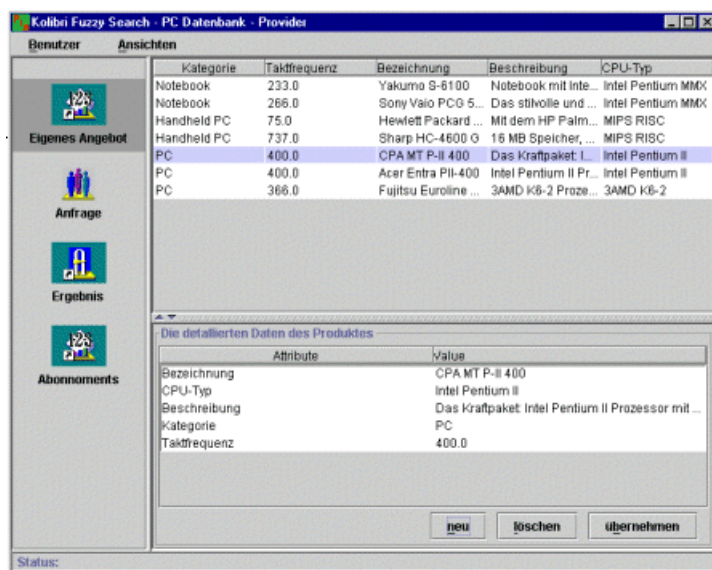 Kolibri Fuzzy Search - PC Datenbank - Provider
Benutzer Ansichten
Kategorie Taktfrequenz Bezeichnung Beschreibung CPU-Typ
Notebook 233.0 Yakumo S-6100 Notebook mit Inte... Intel Pentium MMX
Notebook 266.0 Sony Vaio PCG 5... Das stilvolle und ... Intel Pentium MMX
Handheld PC 75.0 Hewlett Packard ... Mit dem HP Palm... MIPS RISC
Handheld PC 737.0 Sharp HC-4600 G 16 MB Speicher, ... MIPS RISC
PC 400.0 CPA MT P-II 400 Das Kraftpaket: I... Intel Pentium II
PC 400.0 Acer Entra PII-400 Intel Pentium II Pr... Intel Pentium II
PC 366.0 Fujitsu Euroline ... 3AMD K6-2 Proze... 3AMD K6-2
Eigenes Angebot
Anfrage
Ergebnis
Abonnoments
Die detallierten Daten des Produktes
Attribute Value
Bezeichnung CPA MT P-II 400
CPU-Typ Intel Pentium II
Beschreibung Das Kraftpaket: Intel Pentium II Prozessor mit ...
Kategorie PC
Taktfrequenz 400.0
neu löschen übernehmen
Status: